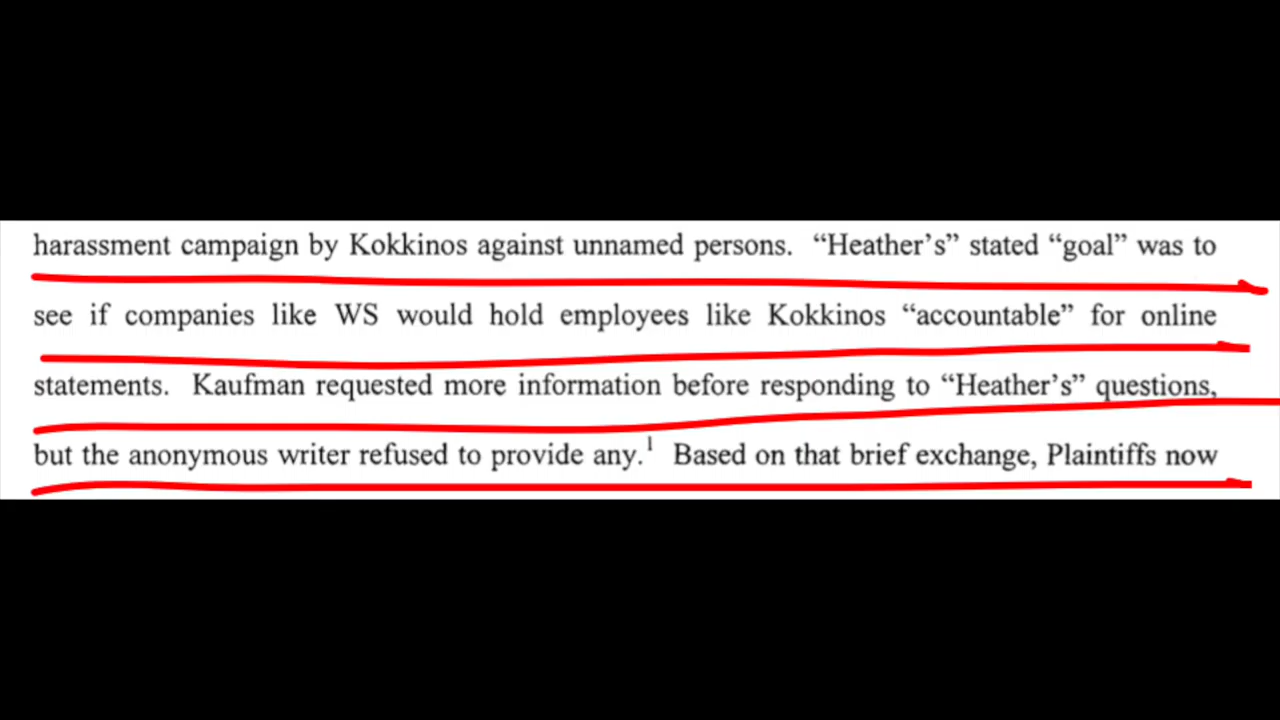 harassment campaign by Kokkinos against unnamed persons. “Heather’s” stated “goal” was to
see if companies like WS would hold employees like Kokkinos “accountable” for online
statements. Kaufman requested more information before responding to “Heather’s” questions,
but the anonymous writer refused to provide any.¹ Based on that brief exchange, Plaintiffs now